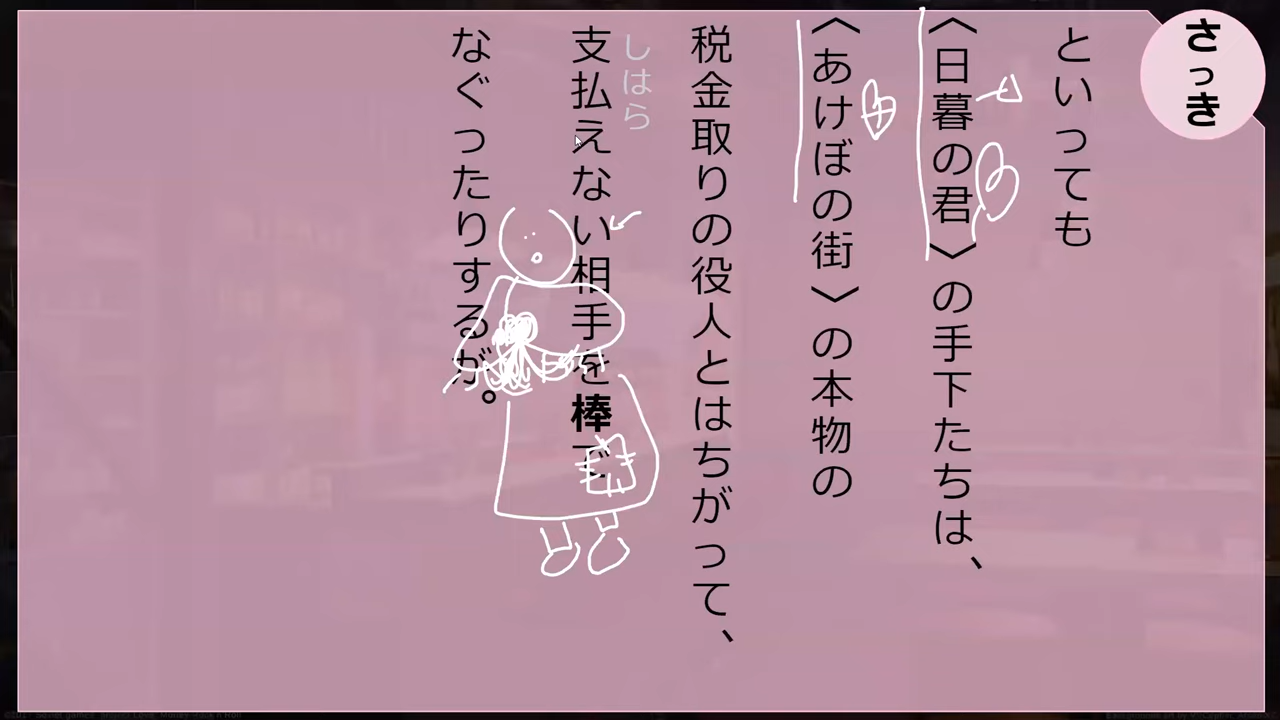 さっき
といっても
〈日暮の君〉の手下たちは、
〈あけぼの街〉の本物の
税金取りの役人とはちがって、
しはら
支払えない相手を棒で
なぐったりするが。